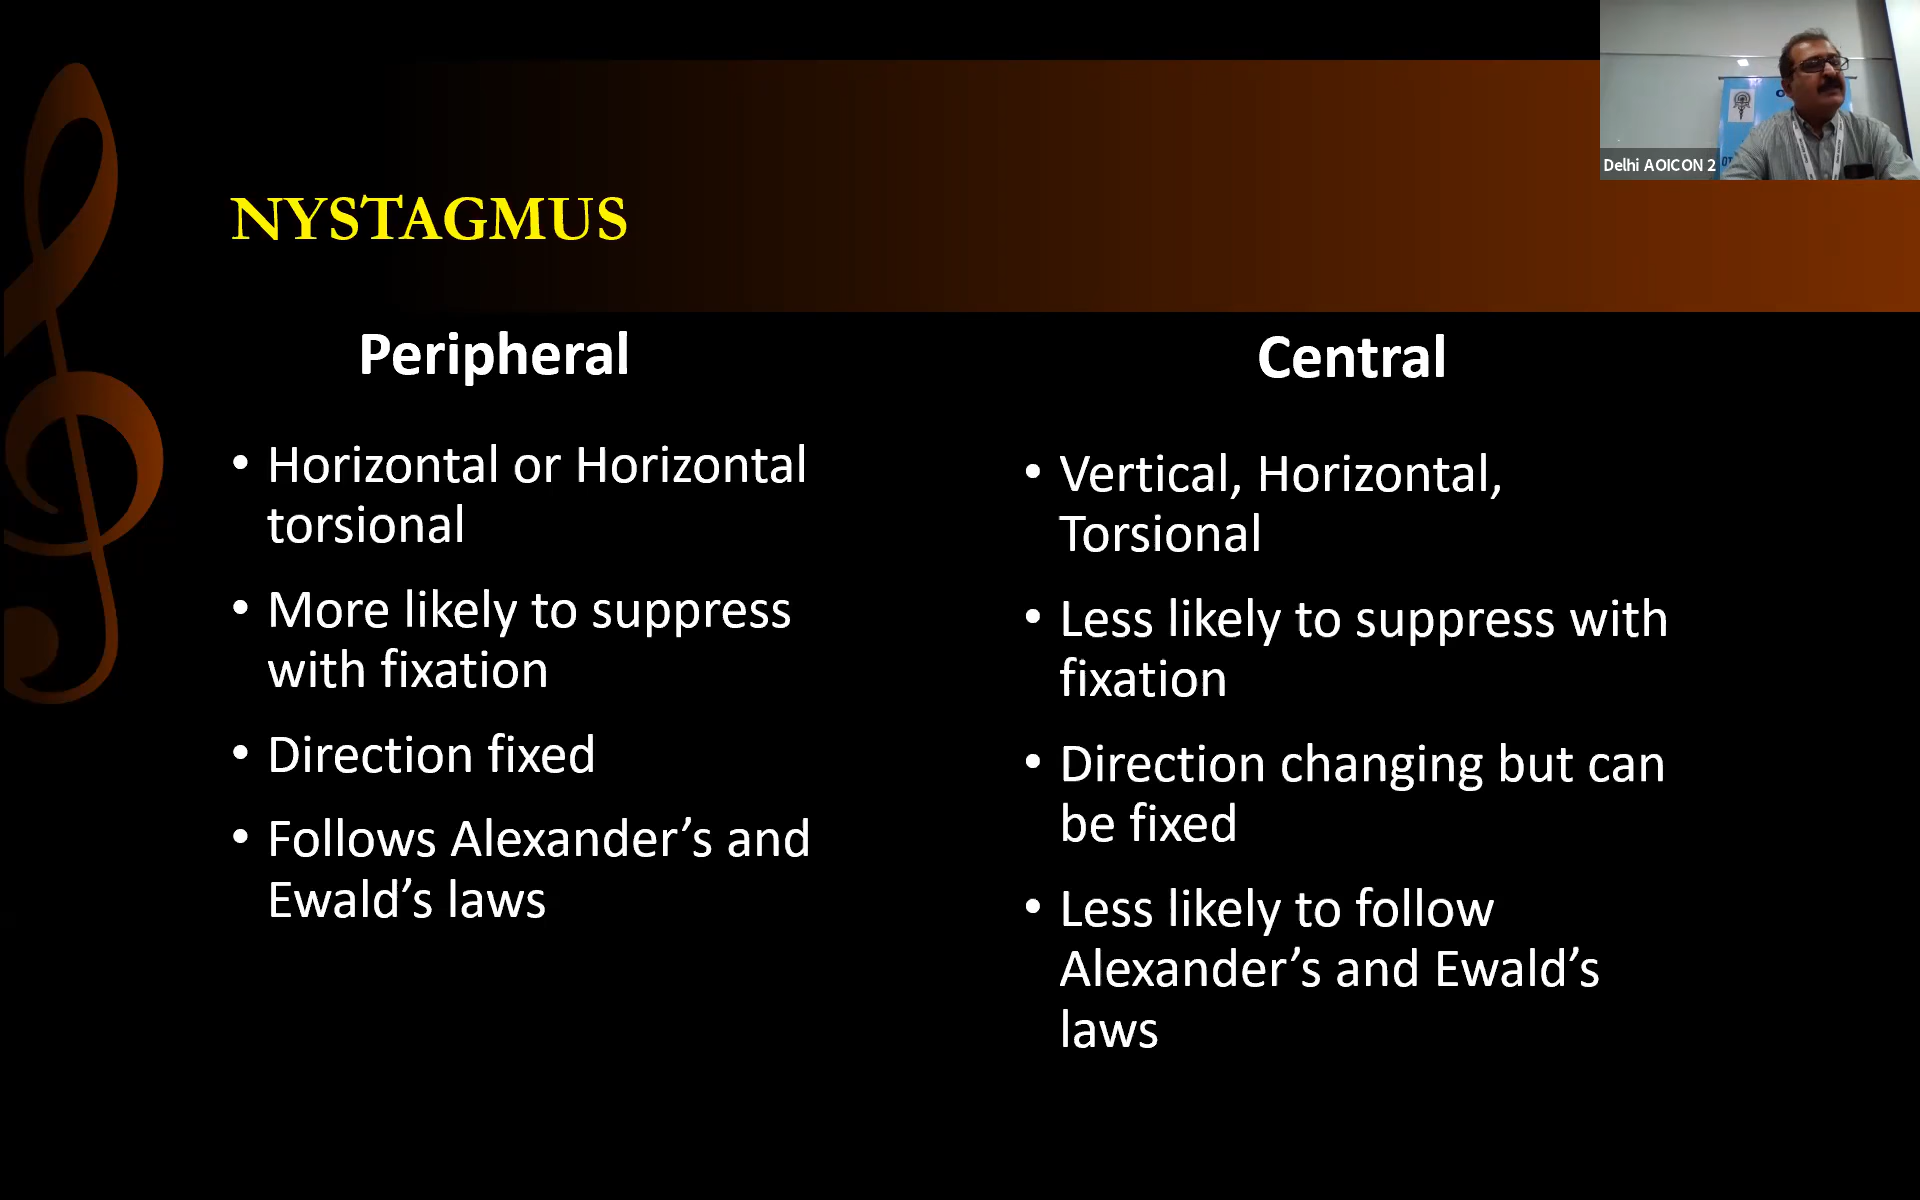 Delhi AOICON 2
NYSTAGMUS
Peripheral
• Horizontal or Horizontal
torsional
• More likely to suppress
with fixation
• Direction fixed
• Follows Alexander’s and
Ewald’s laws
Central
• Vertical, Horizontal,
Torsional
• Less likely to suppress with
fixation
• Direction changing but can
be fixed
• Less likely to follow
Alexander’s and Ewald’s
laws